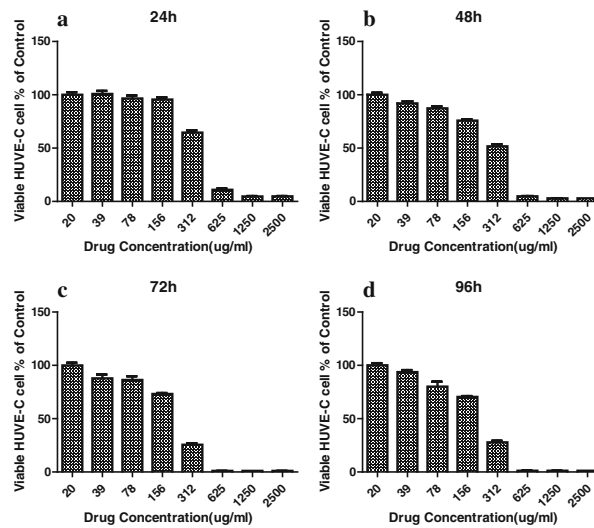 a 24h
Viable HUVE-C cell % of Control
150
100
50
0
20 39 78 156 312 625 1250 2500
Drug Concentration(ug/ml)
b 48h
Viable HUVE-C cell % of Control
150
100
50
0
20 39 78 156 312 625 1250 2500
Drug Concentration(ug/ml)
c 72h
Viable HUVE-C cell % of Control
150
100
50
0
20 39 78 156 312 625 1250 2500
Drug Concentration(ug/ml)
d 96h
Viable HUVE-C cell % of Control
150
100
50
0
20 39 78 156 312 625 1250 2500
Drug Concentration(ug/ml)